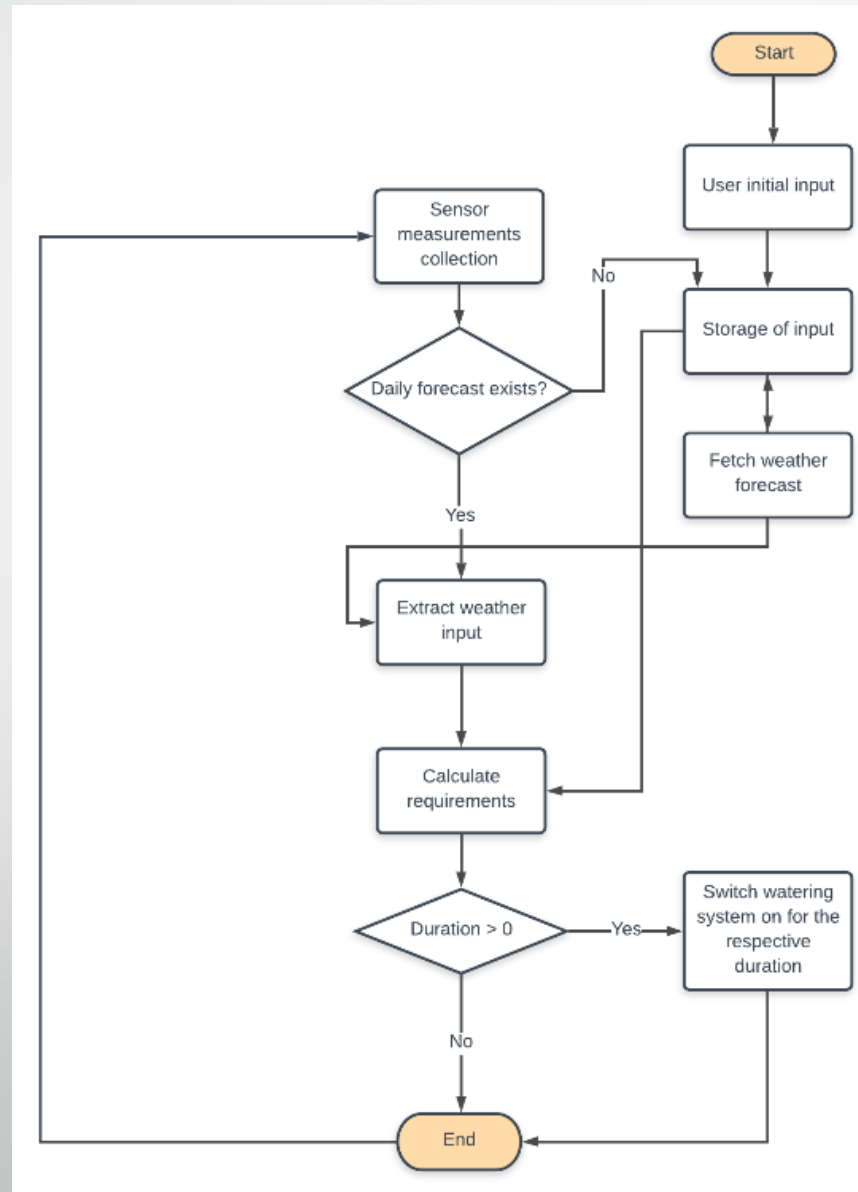 Start
User initial input
Sensor
measurements
collection
No
Storage of input
Daily forecast exists?
Fetch weather
forecast
Yes
Extract weather
input
Calculate
requirements
Switch watering
system on for the
respective
duration
Duration > 0
Yes
No
End